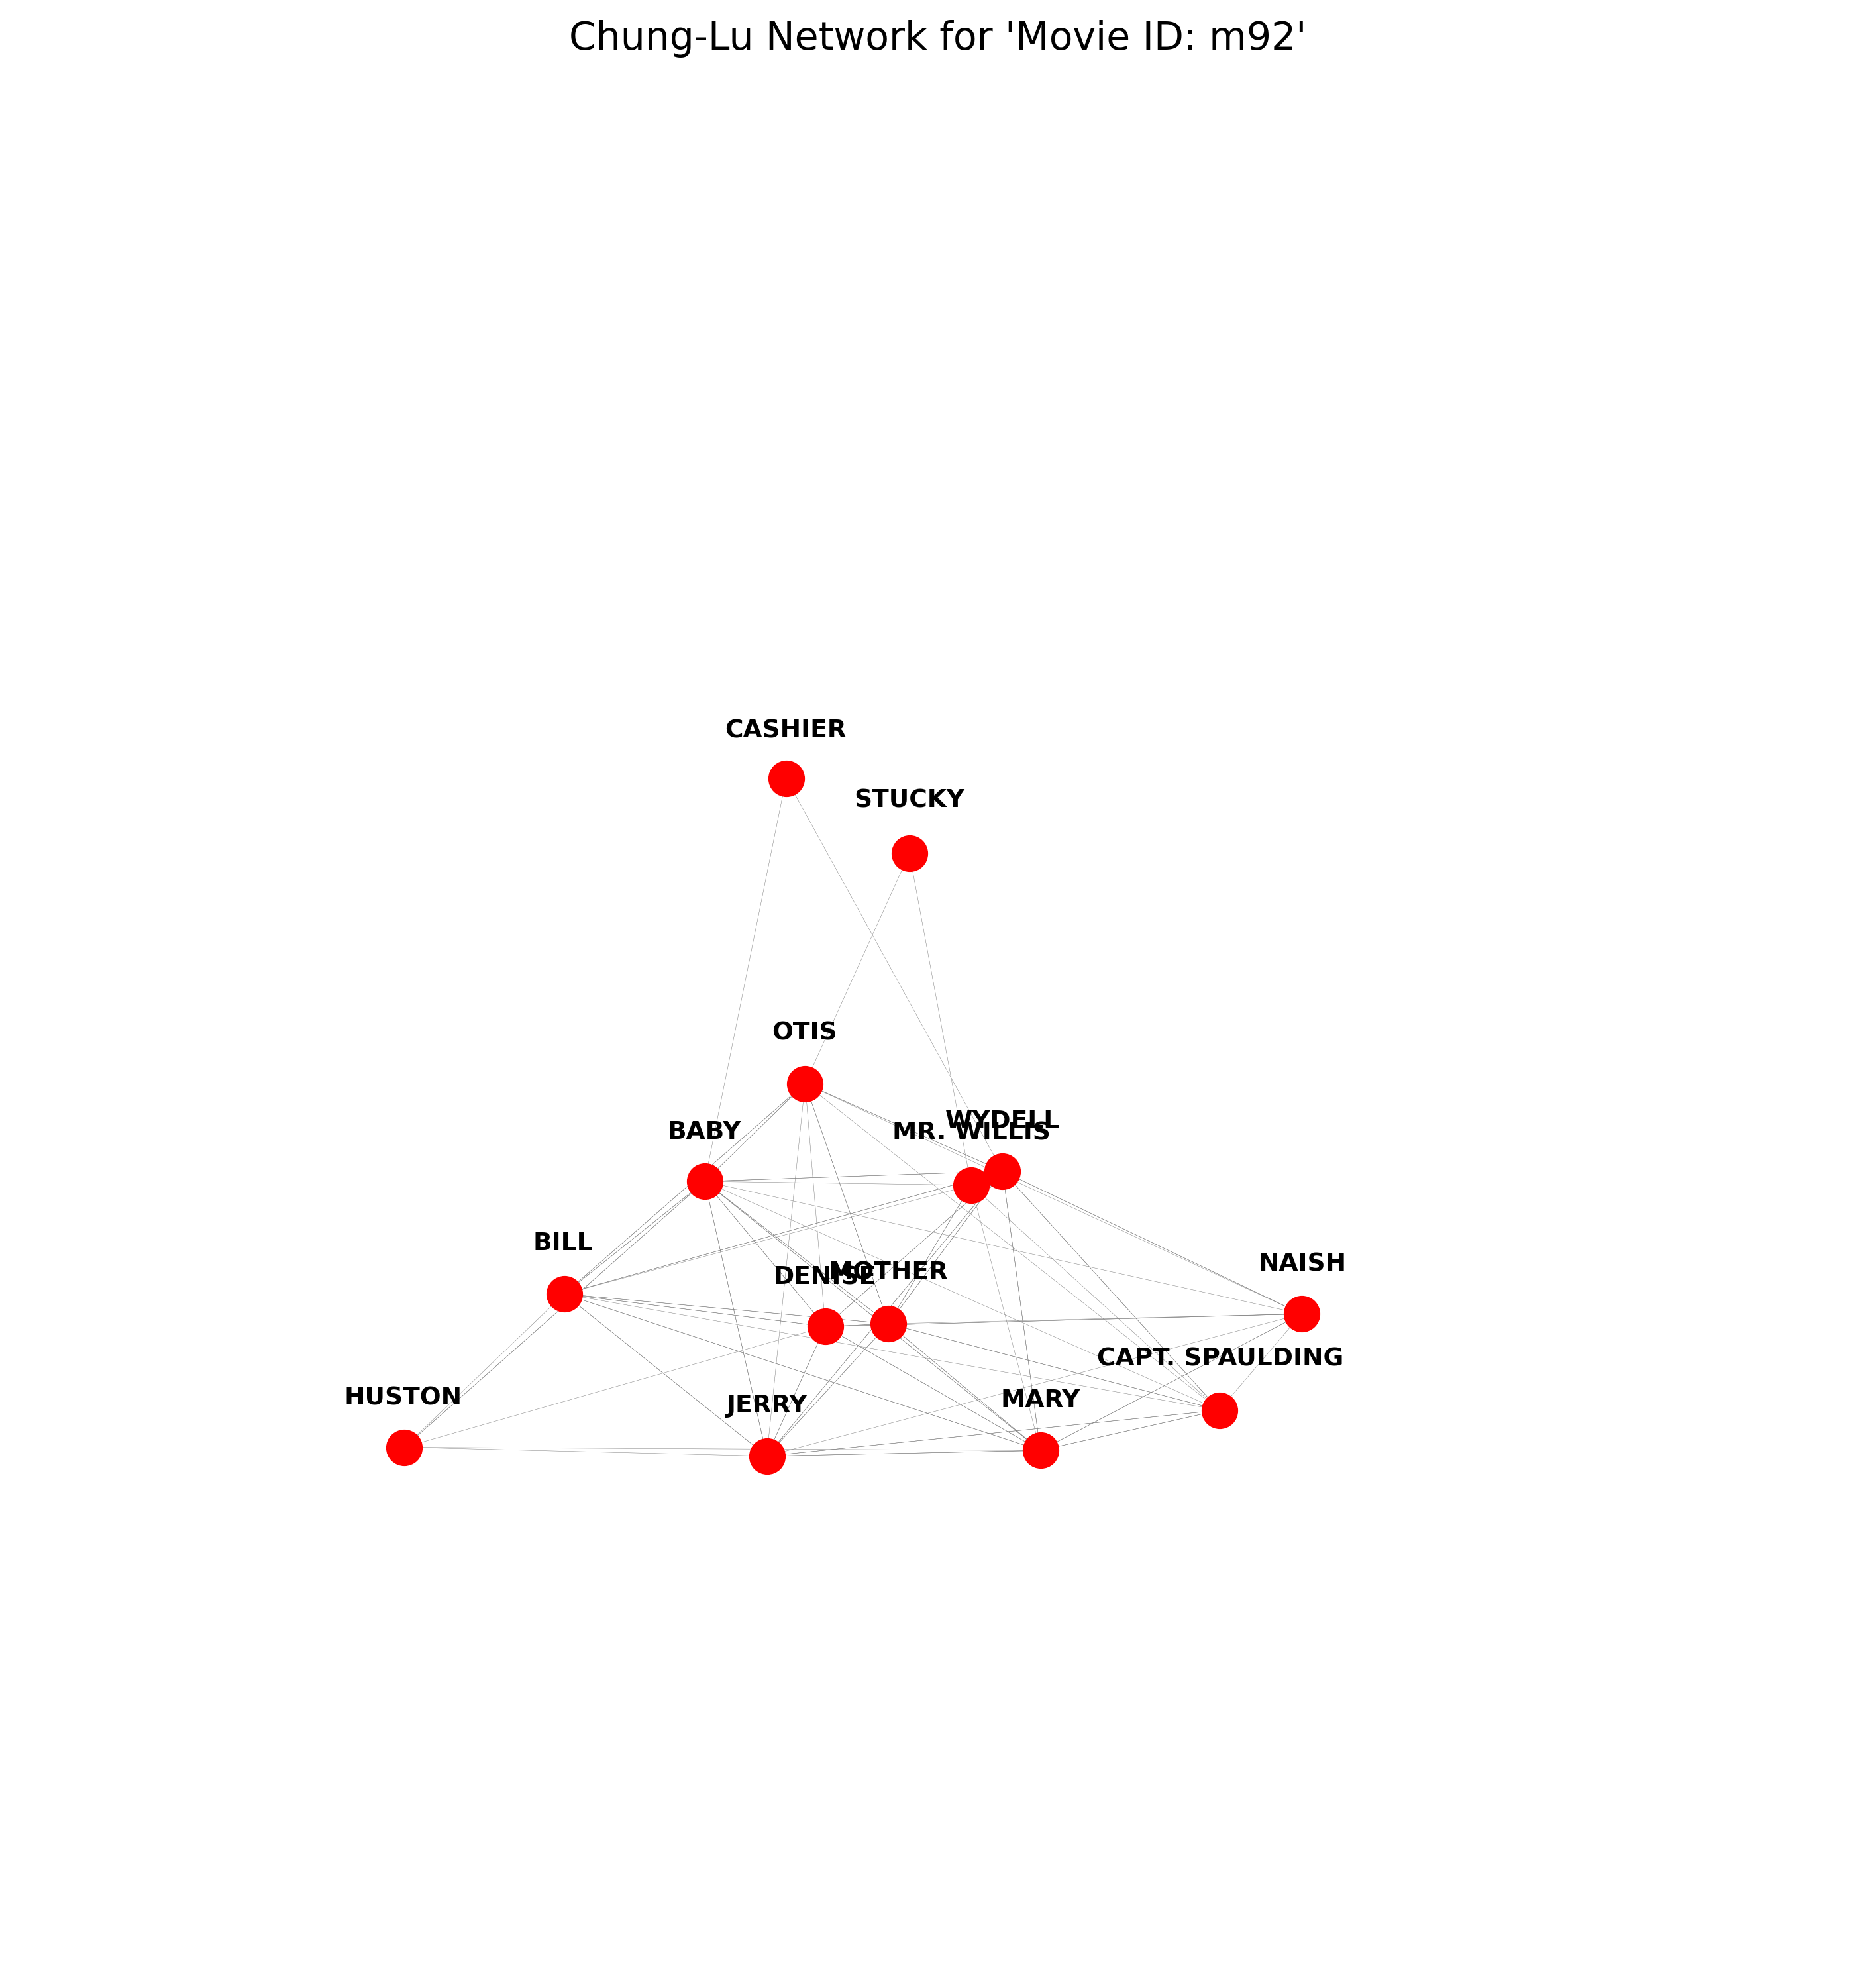 Chung-Lu Network for 'Movie ID: m92'
CASHIER
STUCKY
OTIS
WYDELL
BABY
MR. WILLIS
BILL
NAISH
MOTHER
DENISE
CAPT. SPAULDING
HUSTON
MARY
JERRY